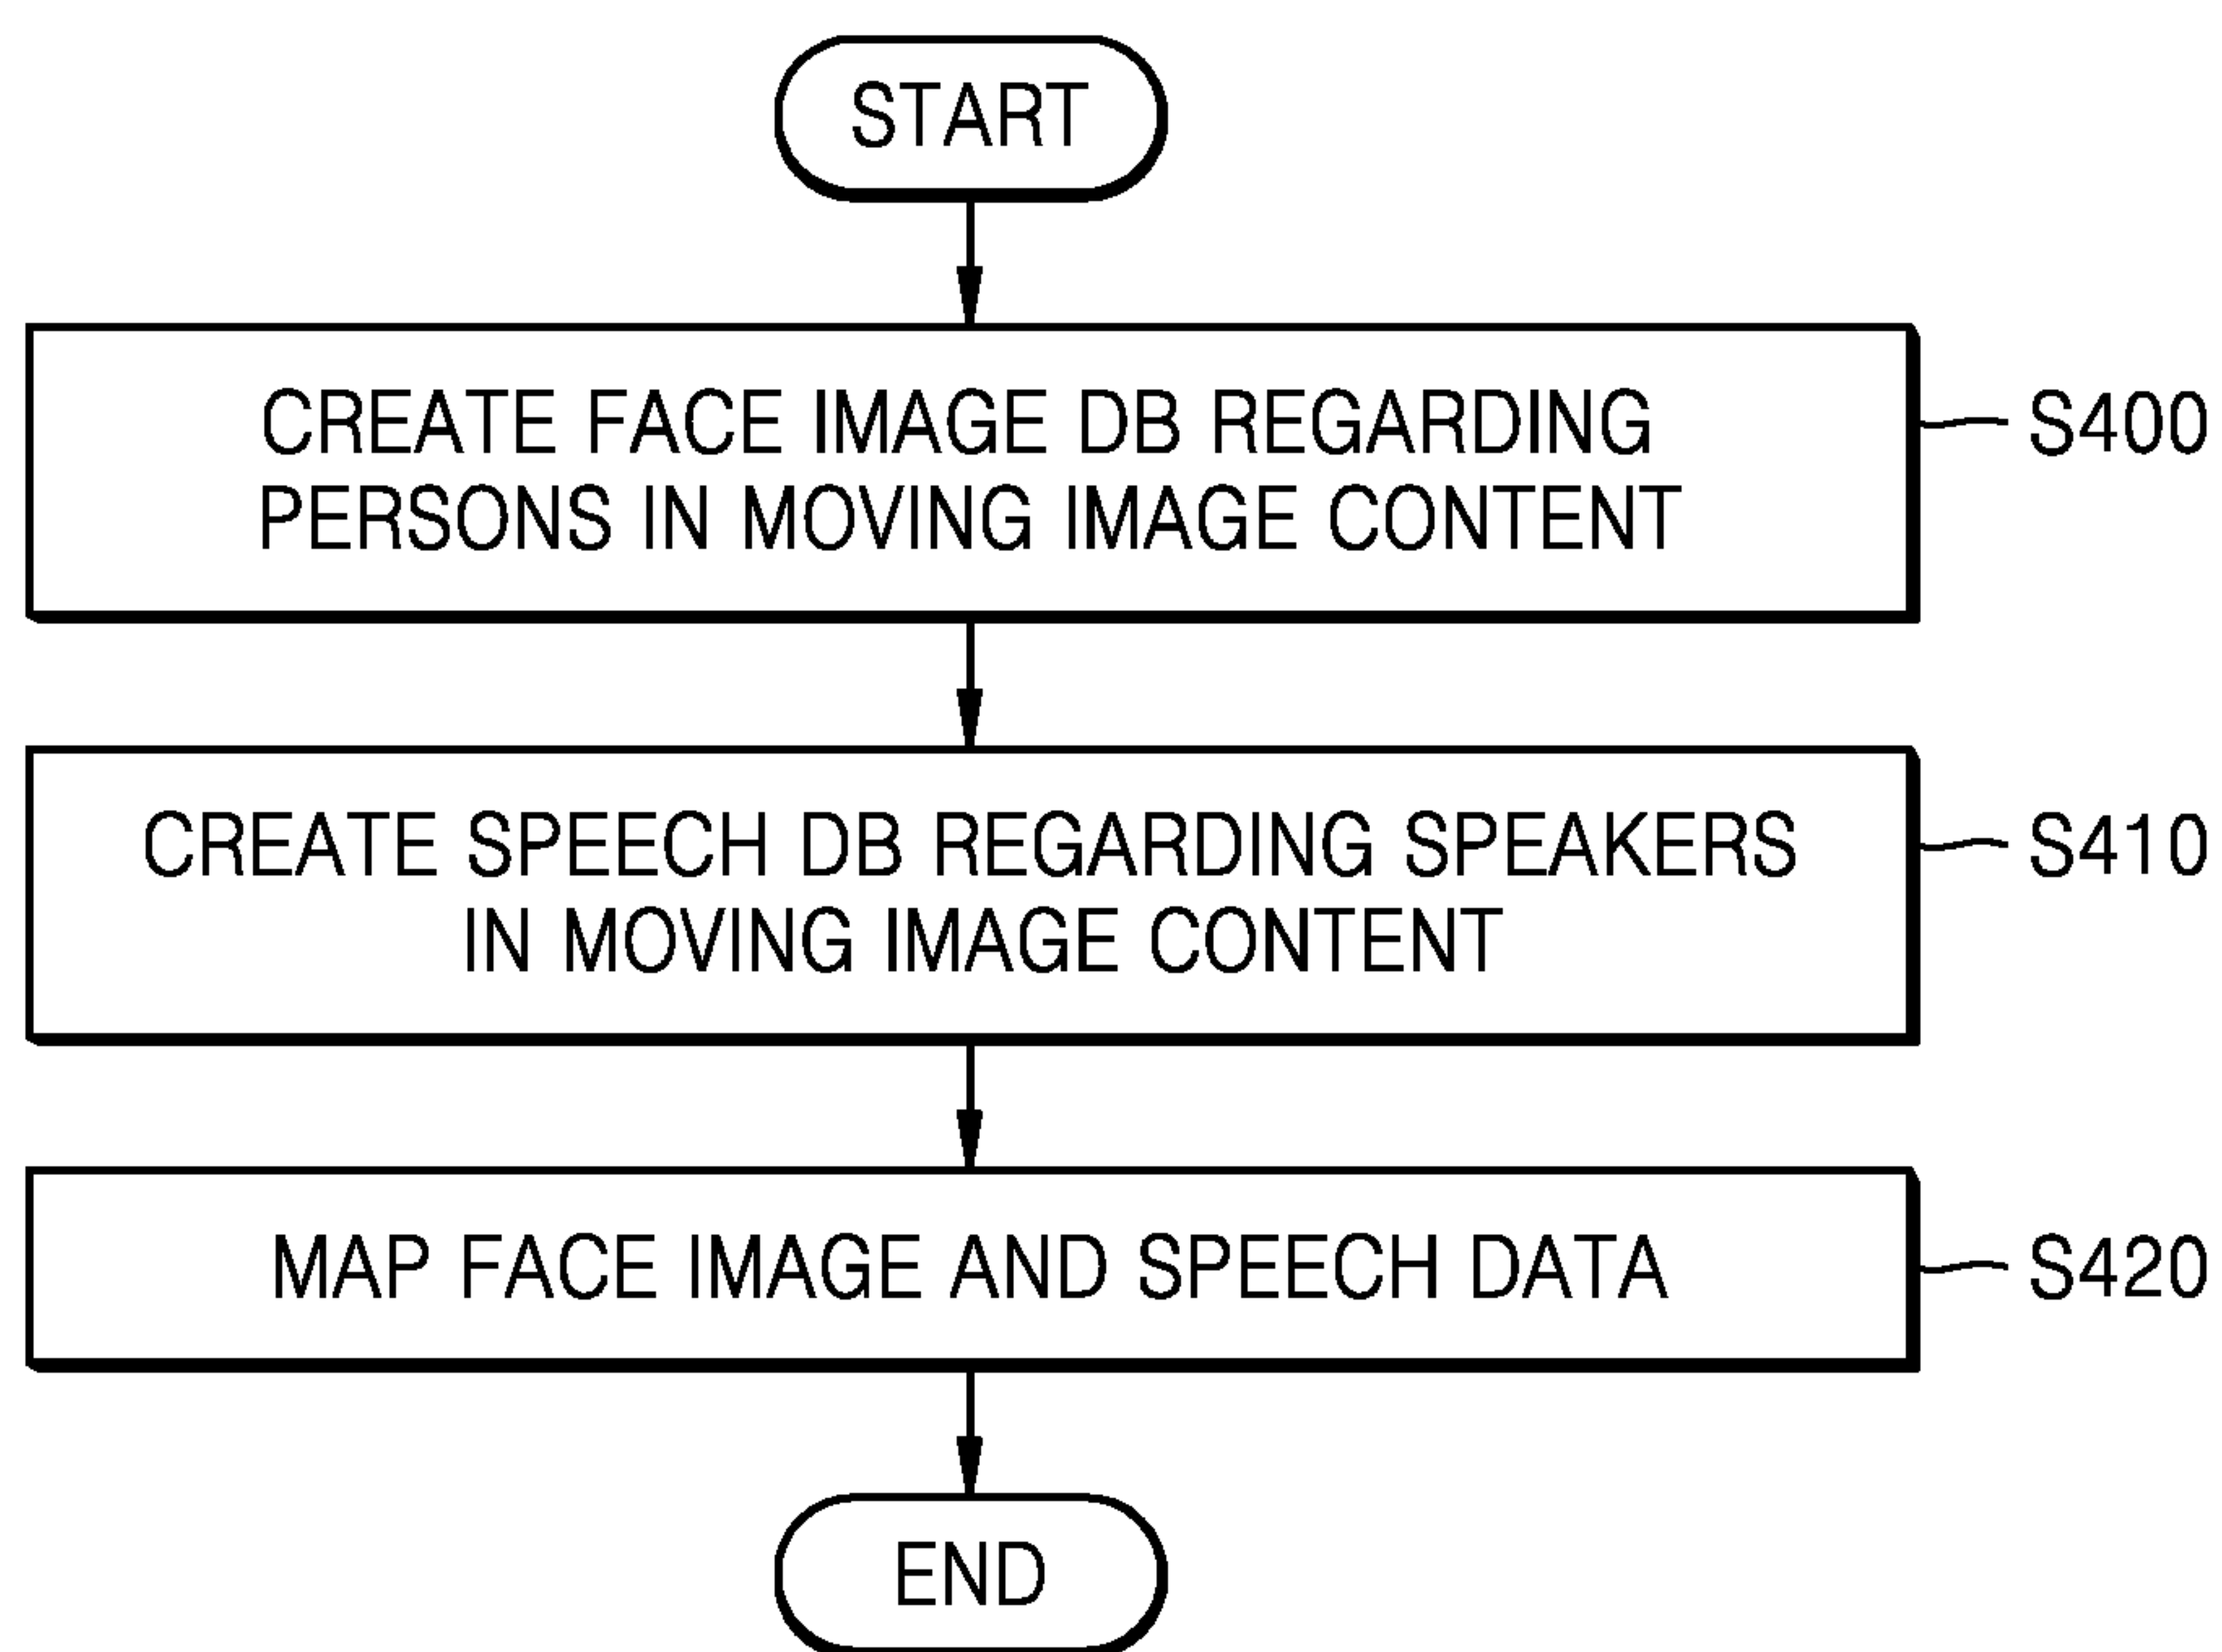 START
CREATE FACE IMAGE DB REGARDING
PERSONS IN MOVING IMAGE CONTENT
S400
CREATE SPEECH DB REGARDING SPEAKERS
IN MOVING IMAGE CONTENT
S410
MAP FACE IMAGE AND SPEECH DATA
S420
END